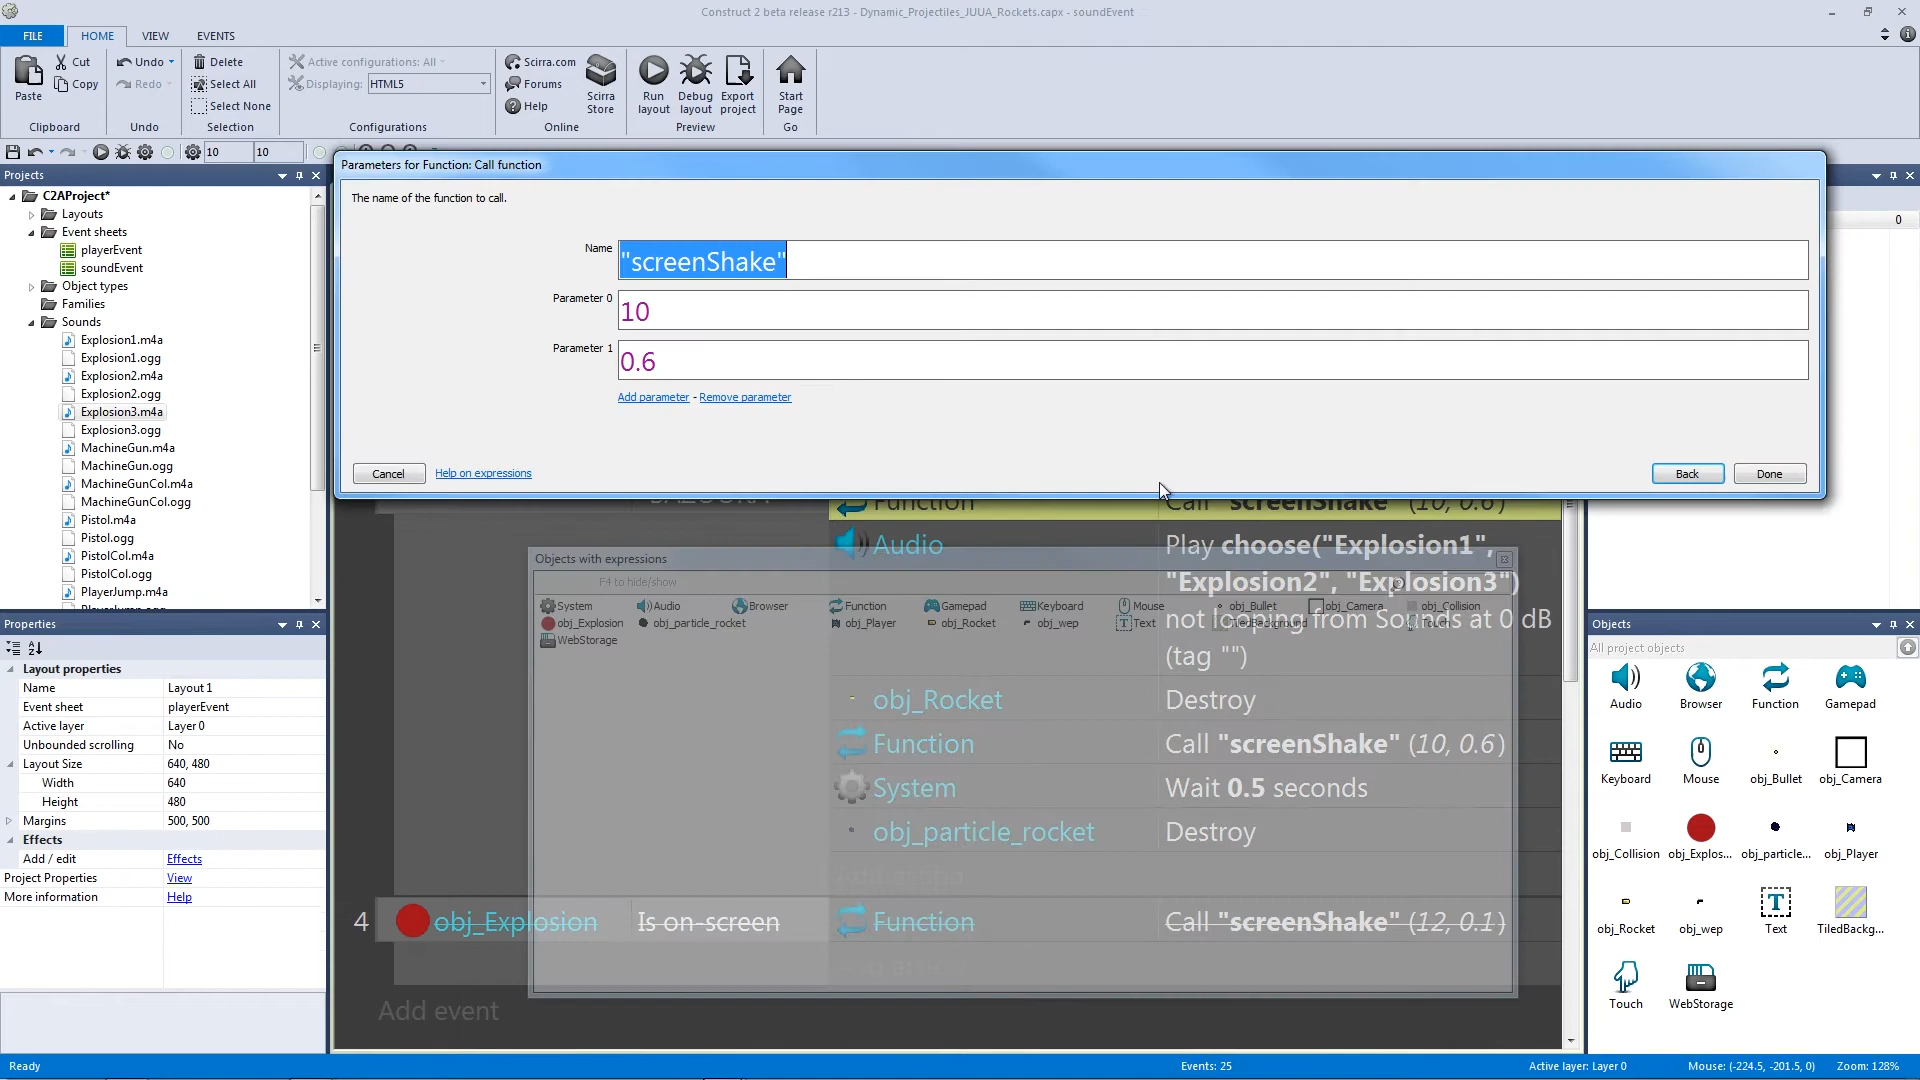 Construct 2 beta release r213 - Dynamic_Projectiles_JUUA_Rockets.capx - soundEvent
FILE HOME VIEW EVENTS
Paste Cut Copy Undo Redo Delete Select All Select None Active configurations: All Displaying: HTML5 Scirra.com Forums Help Scirra Store Run layout Debug layout Export project Start Page
Clipboard Undo Selection Configurations Online Preview Go
10 10
Projects
C2AProject*
Layouts
Event sheets
playerEvent
soundEvent
Object types
Families
Sounds
Explosion1.m4a
Explosion1.ogg
Explosion2.m4a
Explosion2.ogg
Explosion3.m4a
Explosion3.ogg
MachineGun.m4a
MachineGun.ogg
MachineGunCol.m4a
MachineGunCol.ogg
Pistol.m4a
Pistol.ogg
PistolCol.m4a
PistolCol.ogg
PlayerJump.m4a
Properties
Layout properties
Name Layout 1
Event sheet playerEvent
Active layer Layer 0
Unbounded scrolling No
Layout Size 640, 480
Width 640
Height 480
Margins 500, 500
Effects
Add / edit Effects
Project Properties View
More information Help
Parameters for Function: Call function
The name of the function to call.
Name "screenShake"
Parameter 0 10
Parameter 1 0.6
Add parameter - Remove parameter
Cancel Help on expressions Back Done
0
Function Call "screenShake" (10, 0.6)
Audio Play choose("Explosion1",
"Explosion2", "Explosion3")
not looping from Sounds at 0 dB
(tag "")
obj_Rocket Destroy
Function Call "screenShake" (10, 0.6)
System Wait 0.5 seconds
obj_particle_rocket Destroy
4 obj_Explosion Is on-screen Function Call "screenShake" (12, 0.1)
Add event
Objects with expressions
F4 to hide/show
System Audio Browser Function Gamepad Keyboard Mouse obj_Bullet obj_Camera obj_Collision
obj_Explosion obj_particle_rocket obj_Player obj_Rocket obj_wep Text
WebStorage
Objects
All project objects
Audio Browser Function Gamepad
Keyboard Mouse obj_Bullet obj_Camera
obj_Collision obj_Explos... obj_particle... obj_Player
obj_Rocket obj_wep Text TiledBackg...
Touch WebStorage
Ready Events: 25 Active layer: Layer 0 Mouse: (-224.5, -201.5, 0) Zoom: 128%